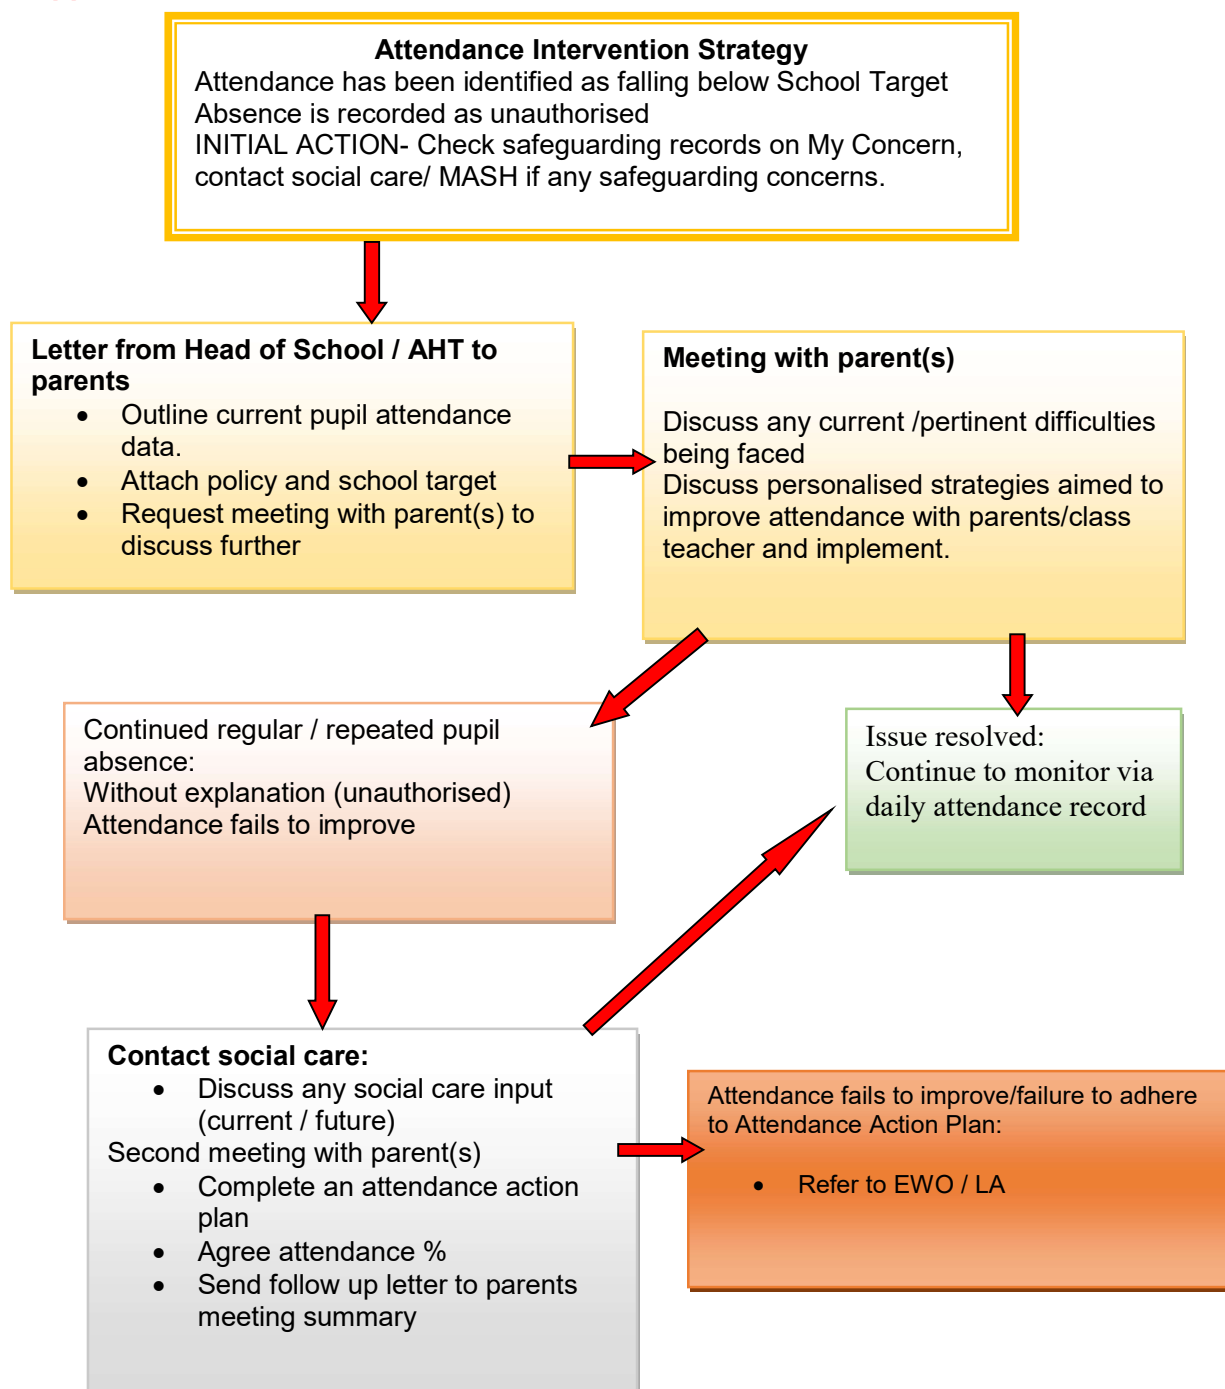 Attendance Intervention Strategy
Attendance has been identified as falling below School Target
Absence is recorded as unauthorised
INITIAL ACTION- Check safeguarding records on My Concern,
contact social care/ MASH if any safeguarding concerns.
Letter from Head of School / AHT to
parents
• Outline current pupil attendance
data.
• Attach policy and school target
• Request meeting with parent(s) to
discuss further
Meeting with parent(s)
Discuss any current /pertinent difficulties
being faced
Discuss personalised strategies aimed to
improve attendance with parents/class
teacher and implement.
Continued regular / repeated pupil
absence:
Without explanation (unauthorised)
Attendance fails to improve
Issue resolved:
Continue to monitor via
daily attendance record
Contact social care:
• Discuss any social care input
(current / future)
Second meeting with parent(s)
• Complete an attendance action
plan
• Agree attendance %
• Send follow up letter to parents
meeting summary
Attendance fails to improve/failure to adhere
to Attendance Action Plan:
• Refer to EWO / LA